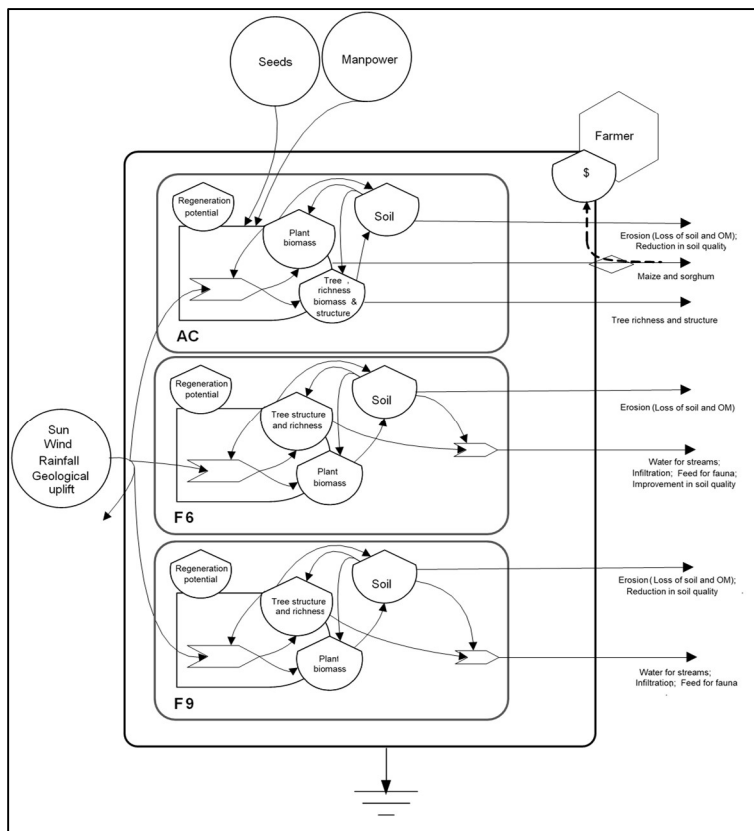 Seeds
Manpower
Farmer
$
Regeneration
potential
Plant
biomass
Soil
Tree
richness
biomass &
structure
AC
Erosion (Loss of soil and OM);
Reduction in soil quality
Maize and sorghum
Tree richness and structure
Regeneration
potential
Tree structure
and richness
Soil
Plant
biomass
F6
Erosion (Loss of soil and OM)
Water for streams;
Infiltration; Feed for fauna;
Improvement in soil quality
Sun
Wind
Rainfall
Geological
uplift
Regeneration
potential
Tree structure
and richness
Soil
Plant
biomass
F9
Erosion ( Loss of soil and OM);
Reduction in soil quality
Water for streams;
Infiltration; Feed for fauna